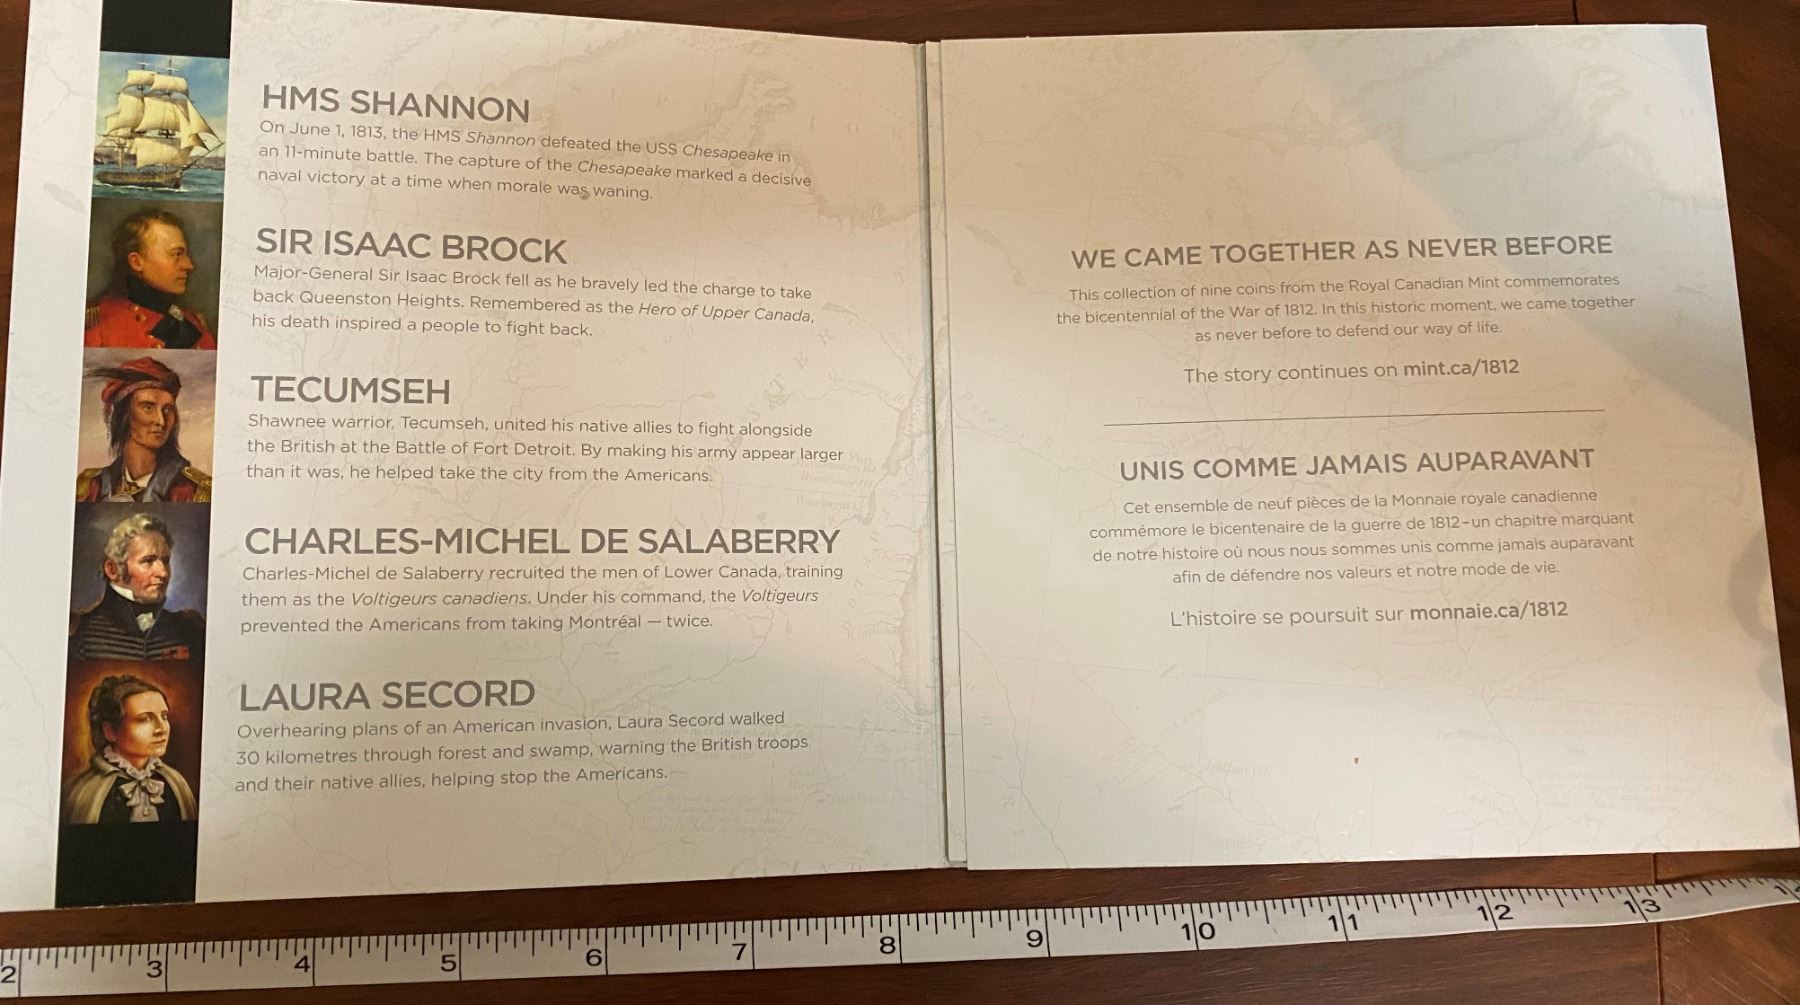 HMS SHANNON
On June 1, 1813, the HMS Shannon defeated the USS Chesapeake in
an 11-minute battle. The capture of the Chesapeake marked a decisive
naval victory at a time when morale was waning.
SIR ISAAC BROCK
Major-General Sir Isaac Brock fell as he bravely led the charge to take
back Queenston Heights. Remembered as the Hero of Upper Canada,
his death inspired a people to fight back.
TECUMSEH
Shawnee warrior, Tecumseh, united his native allies to fight alongside
the British at the Battle of Fort Detroit. By making his army appear larger
than it was, he helped take the city from the Americans.
CHARLES-MICHEL DE SALABERRY
Charles-Michel de Salaberry recruited the men of Lower Canada, training
them as the Voltigeurs canadiens. Under his command, the Voltigeurs
prevented the Americans from taking Montréal — twice.
LAURA SECORD
Overhearing plans of an American invasion, Laura Secord walked
30 kilometres through forest and swamp, warning the British troops
and their native allies, helping stop the Americans.
WE CAME TOGETHER AS NEVER BEFORE
This collection of nine coins from the Royal Canadian Mint commemorates
the bicentennial of the War of 1812. In this historic moment, we came together
as never before to defend our way of life.
The story continues on mint.ca/1812
UNIS COMME JAMAIS AUPARAVANT
Cet ensemble de neuf pièces de la Monnaie royale canadienne
commémore le bicentenaire de la guerre de 1812–un chapitre marquant
de notre histoire où nous nous sommes unis comme jamais auparavant
afin de défendre nos valeurs et notre mode de vie.
L'histoire se poursuit sur monnaie.ca/1812
2 3 4 5 6 7 8 9 10 11 12 13